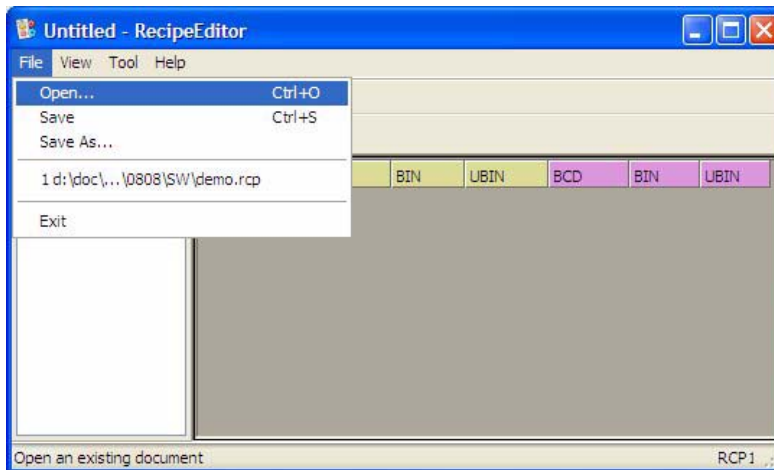 Untitled - RecipeEditor
File View Tool Help
Open... Ctrl+O
Save Ctrl+S
Save As...
1 d:\doc\...\0808\SW\demo.rcp
Exit
BIN UBIN BCD BIN UBIN
Open an existing document RCP1